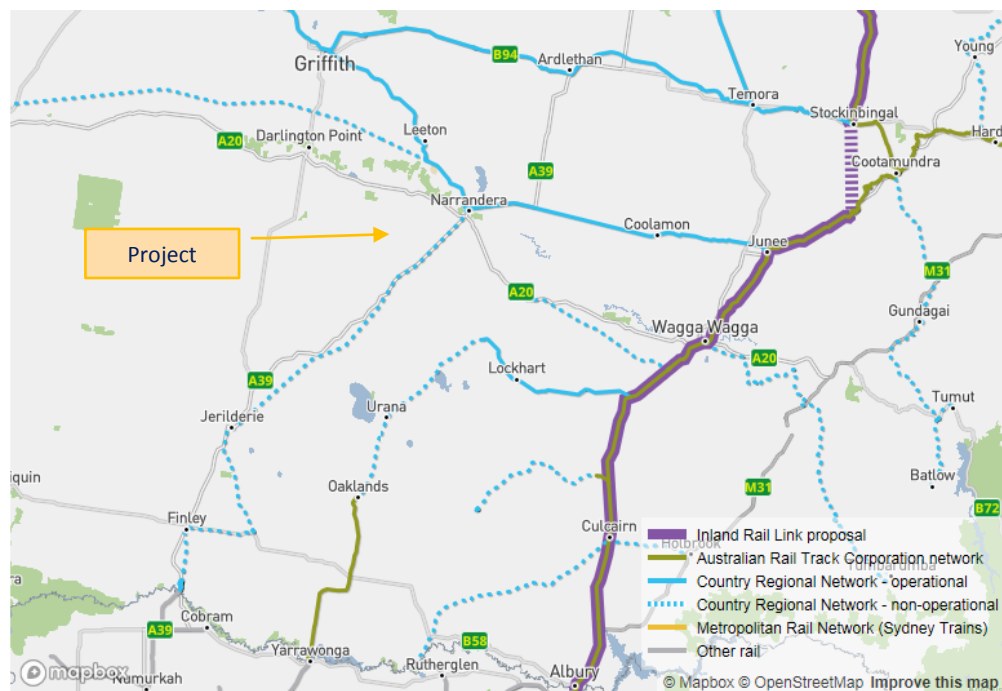 Young
B94
Ardlethan
Griffith
Temora
Stockinbingal
Leeton
Hard
A20
Darlington Point
Cootamundra
A39
Narrandera
Coolamon
Junee
Project
M31
A20
Gundagai
Wagga Wagga
A20
Lockhart
A39
Urana
Tumut
Jerilderie
Batlow
iquin
Oaklands
M31
B72
Finley
Culcairn
Inland Rail Link proposal
Holbrook
Australian Rail Track Corporation network
Tumbarumba
ra
Country Regional Network - operational
Country Regional Network - non-operational
Cobram
A39
Metropolitan Rail Network (Sydney Trains)
B58
Yarrawonga
Other rail
mapbox
Rutherglen
Albury
Numurkah
© Mapbox © OpenStreetMap Improve this map